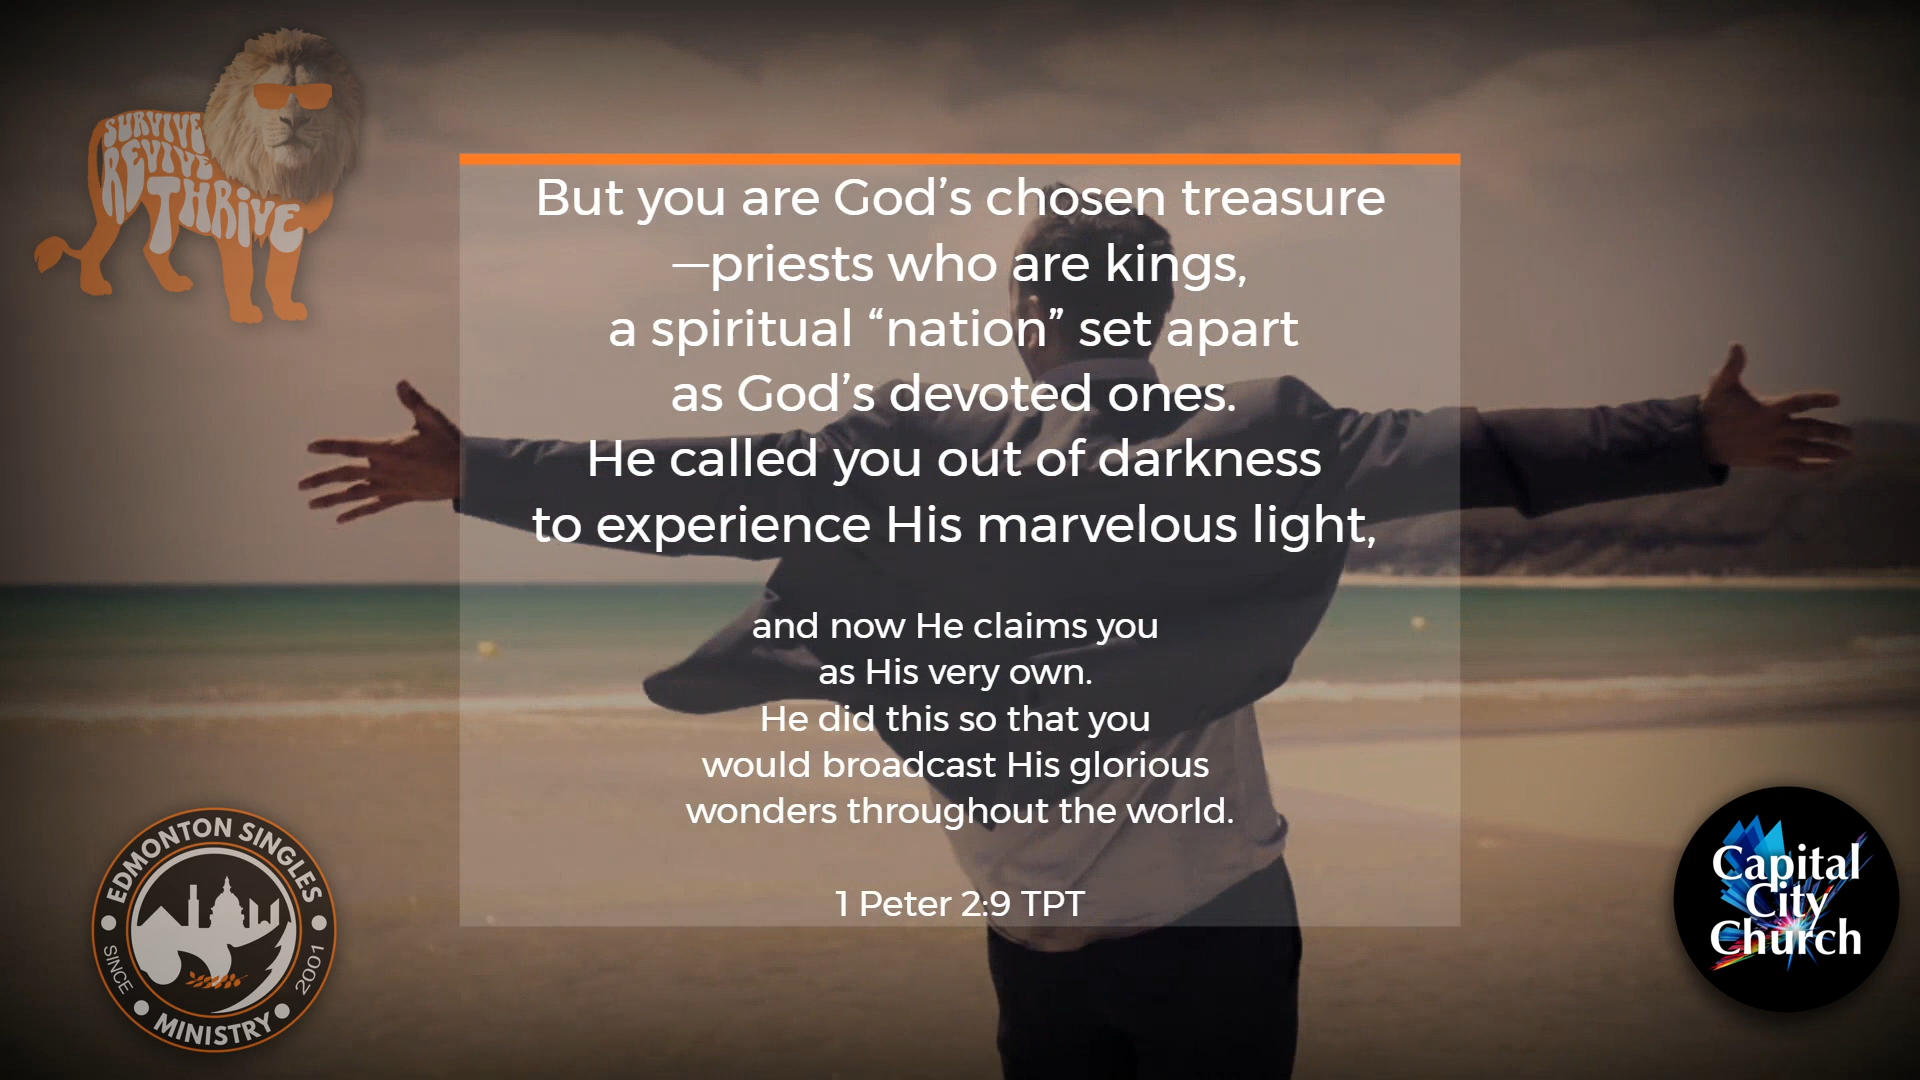 SURVIVE
REVIVE
THRIVE
But you are God’s chosen treasure
—priests who are kings,
a spiritual “nation” set apart
as God’s devoted ones.
He called you out of darkness
to experience His marvelous light,
and now He claims you
as His very own.
He did this so that you
would broadcast His glorious
wonders throughout the world.
1 Peter 2:9 TPT
EDMONTON SINGLES
SINCE 2001
MINISTRY
Capital
City
Church